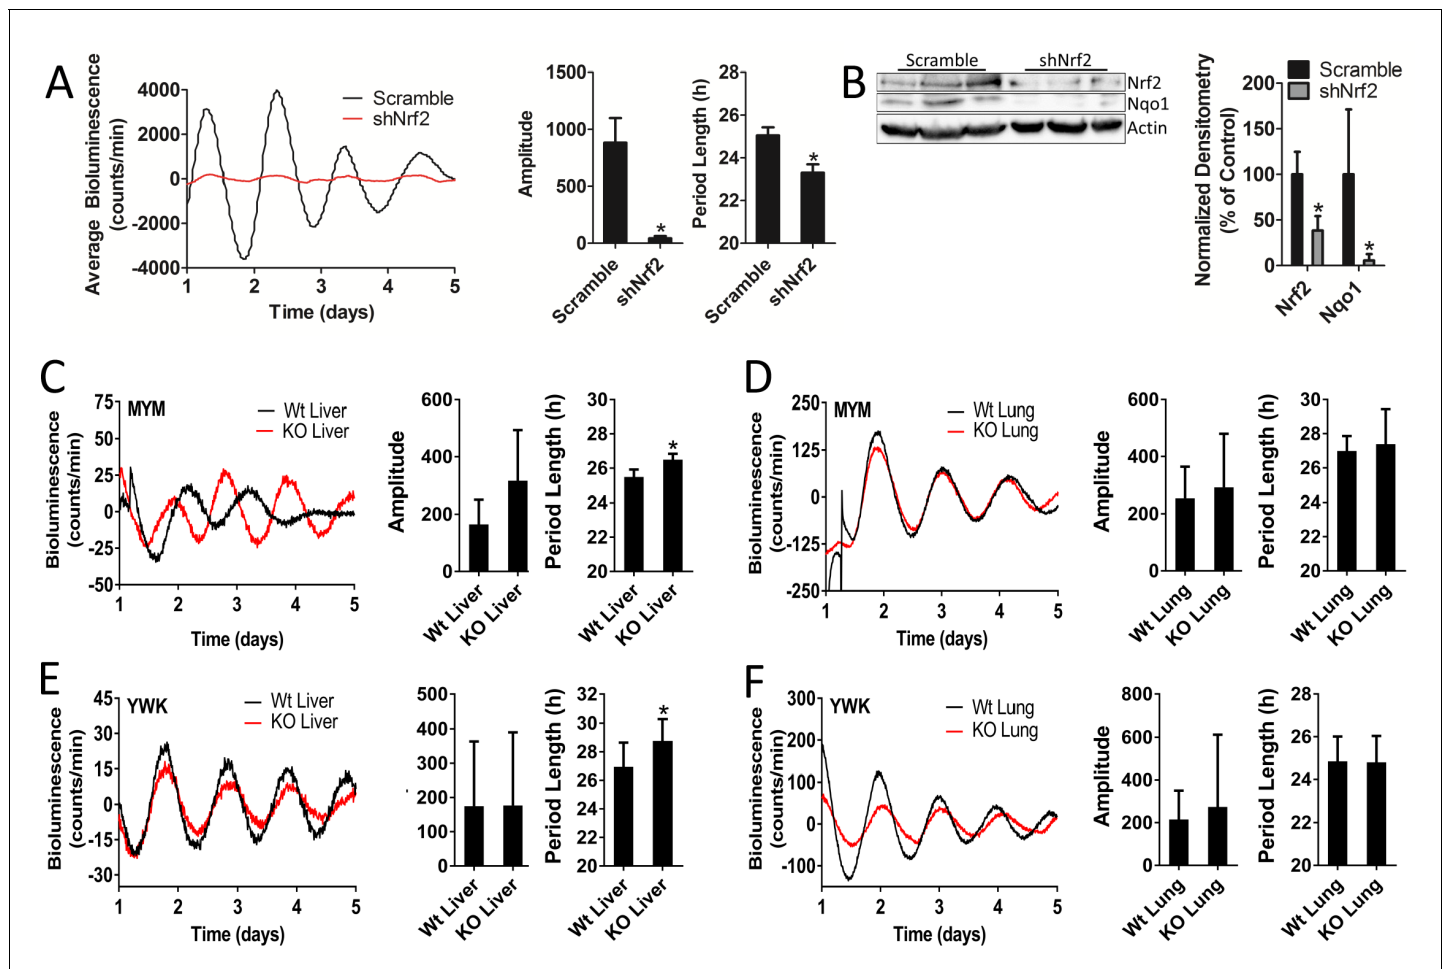 A
Average Bioluminescence
(counts/min)
4000
2000
0
-2000
-4000
1 2 3 4 5
Time (days)
Scramble
shNrf2
Amplitude
1500
1000
500
0
*
Scramble
shNrf2
Period Length (h)
28
26
24
22
20
*
Scramble
shNrf2
B
Scramble shNrf2
Nrf2
Nqo1
Actin
Normalized Densitometry
(% of Control)
200
150
100
50
0
Scramble
shNrf2
*
*
Nrf2
Nqo1
C
Bioluminescence
(counts/min)
75
50
25
0
-25
-50
MYM
Wt Liver
KO Liver
1 2 3 4 5
Time (days)
Amplitude
600
400
200
0
Wt Liver
KO Liver
Period Length (h)
30
28
26
24
22
20
*
Wt Liver
KO Liver
D
Bioluminescence
(counts/min)
250
125
0
-125
-250
MYM
Wt Lung
KO Lung
1 2 3 4 5
Time (days)
Amplitude
600
400
200
0
Wt Lung
KO Lung
Period Length (h)
30
28
26
24
22
20
Wt Lung
KO Lung
E
Bioluminescence
(counts/min)
45
30
15
0
-15
-30
YWK
Wt Liver
KO Liver
1 2 3 4 5
Time (days)
500
400
300
200
100
0
Wt Liver
KO Liver
Period Length (h)
32
30
28
26
24
22
20
*
Wt Liver
KO Liver
F
Bioluminescence
(counts/min)
300
200
100
0
-100
YWK
Wt Lung
KO Lung
1 2 3 4 5
Time (days)
Amplitude
800
600
400
200
0
Wt Lung
KO Lung
Period Length (h)
28
26
24
22
20
Wt Lung
KO Lung